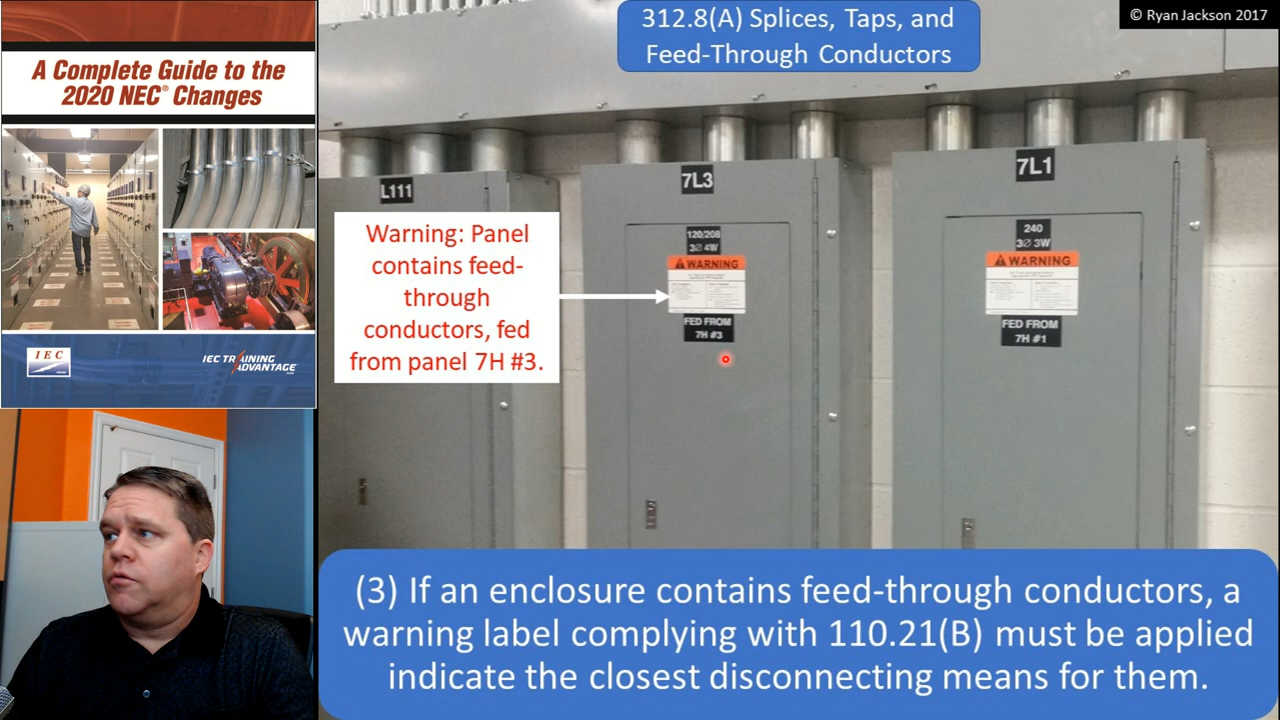 A Complete Guide to the
2020 NEC® Changes
IEC
IEC TRAINING
ADVANTAGE
312.8(A) Splices, Taps, and
Feed-Through Conductors
© Ryan Jackson 2017
L111
7L3
7L1
Warning: Panel
contains feed-
through
conductors, fed
from panel 7H #3.
120/208
3Ø 4W
WARNING
FED FROM
7H #3
240
3Ø 3W
WARNING
FED FROM
7H #1
(3) If an enclosure contains feed-through conductors, a
warning label complying with 110.21(B) must be applied
indicate the closest disconnecting means for them.